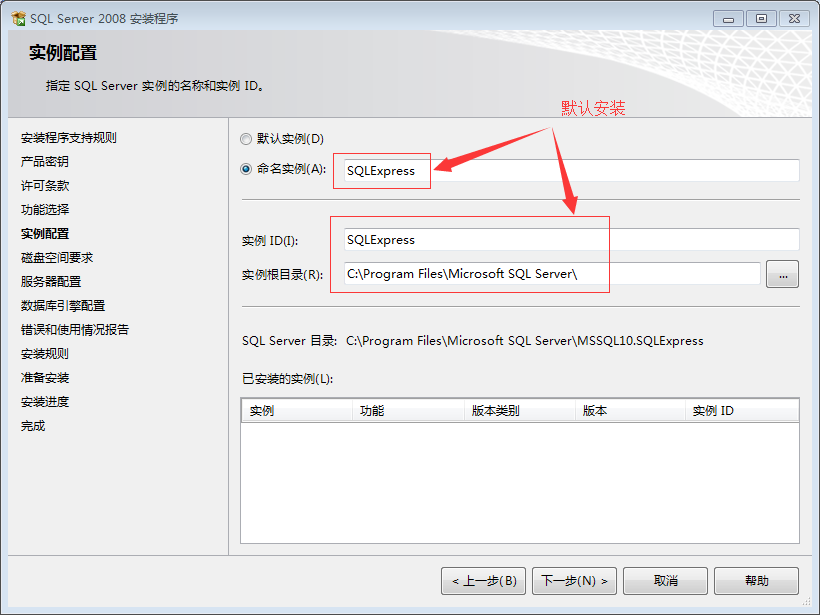 SQL Server 2008 安装程序
实例配置
指定 SQL Server 实例的名称和实例 ID。
默认安装
安装程序支持规则
产品密钥
许可条款
功能选择
实例配置
磁盘空间要求
服务器配置
数据库引擎配置
错误和使用情况报告
安装规则
准备安装
安装进度
完成
默认实例(D)
命名实例(A): SQLExpress
实例 ID(I): SQLExpress
实例根目录(R): C:\Program Files\Microsoft SQL Server\ ...
SQL Server 目录: C:\Program Files\Microsoft SQL Server\MSSQL10.SQLExpress
已安装的实例(L):
实例 功能 版本类别 版本 实例 ID
< 上一步(B) 下一步(N) > 取消 帮助